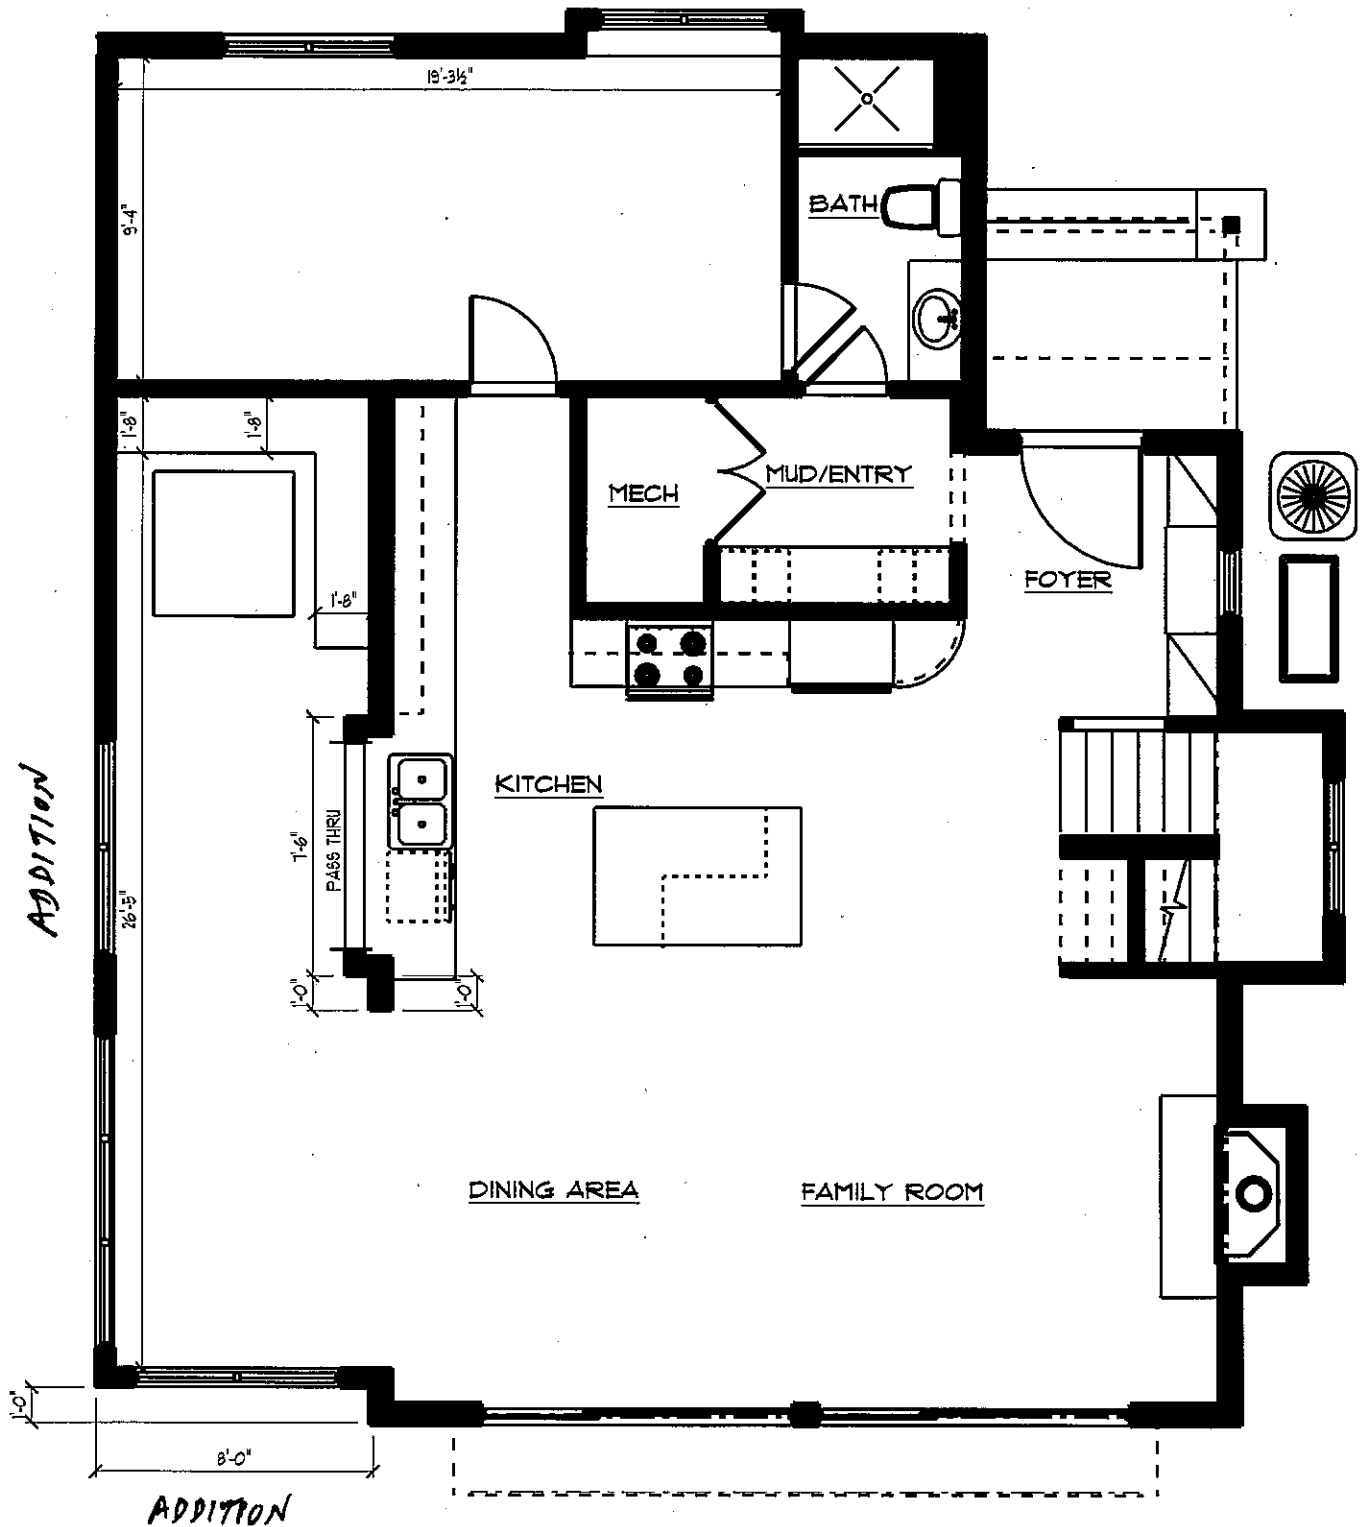 19'-3½"
9'-4"
BATH
1'-8"
1'-8"
MECH
MUD/ENTRY
FOYER
1'-8"
KITCHEN
ADDITION
7'-6"
PASS THRU
26'-5"
1'-0"
1'-0"
DINING AREA
FAMILY ROOM
1'-0"
8'-0"
ADDITION